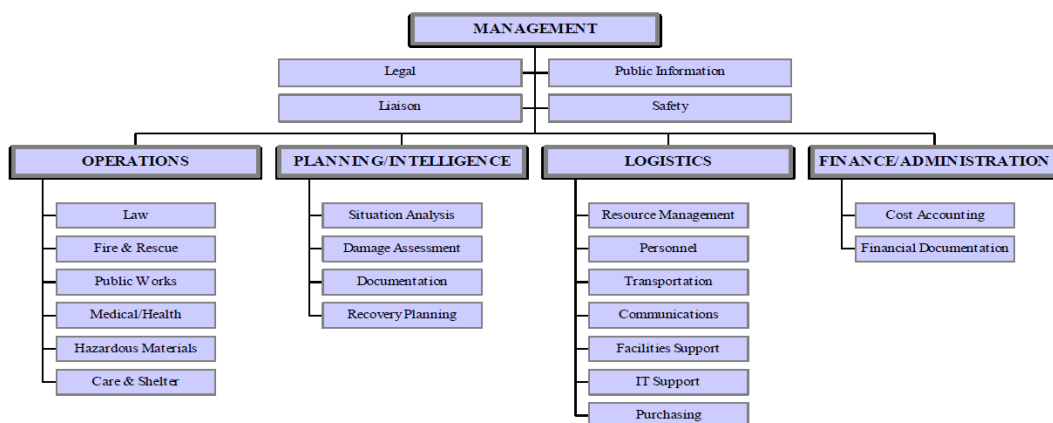 MANAGEMENT
Legal
Public Information
Liaison
Safety
OPERATIONS
PLANNING/INTELLIGENCE
LOGISTICS
FINANCE/ADMINISTRATION
Law
Fire & Rescue
Public Works
Medical/Health
Hazardous Materials
Care & Shelter
Situation Analysis
Damage Assessment
Documentation
Recovery Planning
Resource Management
Personnel
Transportation
Communications
Facilities Support
IT Support
Purchasing
Cost Accounting
Financial Documentation